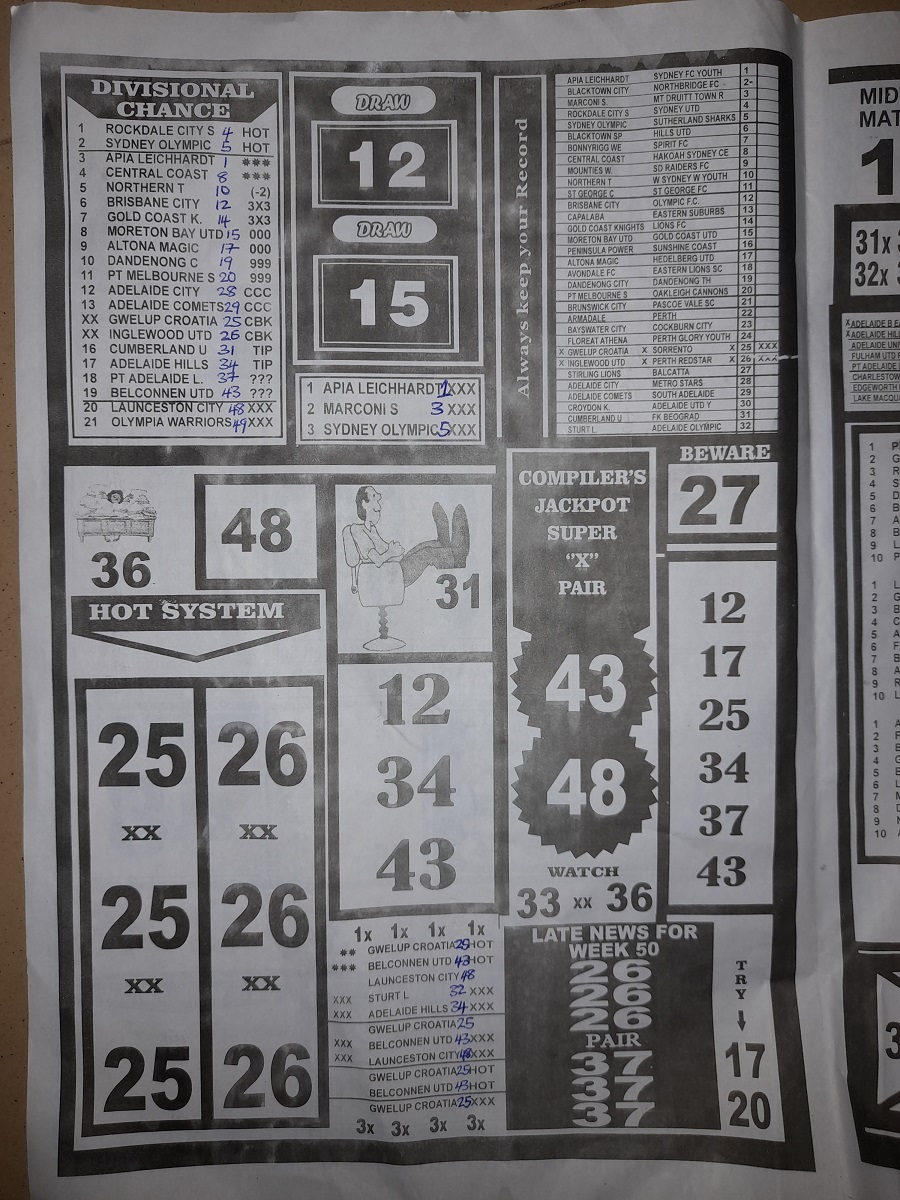 DIVISIONAL
CHANCE
1 ROCKDALE CITY S 4 HOT
2 SYDNEY OLYMPIC 5 HOT
3 APIA LEICHHARDT 1 ***
4 CENTRAL COAST 8 ***
5 NORTHERN T 10 (-2)
6 BRISBANE CITY 12 3X3
7 GOLD COAST K. 14 3X3
8 MORETON BAY UTD 15 000
9 ALTONA MAGIC 17 000
10 DANDENONG C 19 999
11 PT MELBOURNE S 20 999
12 ADELAIDE CITY 28 CCC
13 ADELAIDE COMETS 29 CCC
XX GWELUP CROATIA 25 CBK
XX INGLEWOOD UTD 26 CBK
16 CUMBERLAND U 31 TIP
17 ADELAIDE HILLS 34 TIP
18 PT ADELAIDE L. 37 ???
19 BELCONNEN UTD 43 ???
20 LAUNCESTON CITY 48 XXX
21 OLYMPIA WARRIORS 49 XXX
DRAW
12
DRAW
15
1 APIA LEICHHARDT 1 XXX
2 MARCONI S 3 XXX
3 SYDNEY OLYMPIC 5 XXX
Always keep your Record
APIA LEICHHARDT SYDNEY FC YOUTH 1
BLACKTOWN CITY NORTHBRIDGE FC 2-
MARCONI S. MT DRUITT TOWN R 3
ROCKDALE CITY S SYDNEY UTD 4
SYDNEY OLYMPIC SUTHERLAND SHARKS 5
BLACKTOWN SP HILLS UTD 6
BONNYRIGG WE SPIRIT FC 7
CENTRAL COAST HAKOAH SYDNEY CE 8
MOUNTIES W. SD RAIDERS FC 9
NORTHERN T W SYDNEY W YOUTH 10
ST GEORGE C ST GEORGE FC 11
BRISBANE CITY OLYMPIC F.C. 12
CAPALABA EASTERN SUBURBS 13
GOLD COAST KNIGHTS LIONS FC 14
MORETON BAY UTD GOLD COAST UTD 15
PENINSULA POWER SUNSHINE COAST 16
ALTONA MAGIC HEDELBERG UTD 17
AVONDALE FC EASTERN LIONS SC 18
DANDENONG CITY DANDENONG TH 19
PT MELBOURNE S OAKLEIGH CANNONS 20
BRUNSWICK CITY PASCOE VALE SC 21
ARMADALE PERTH 22
BAYSWATER CITY COCKBURN CITY 23
FLOREAT ATHENA PERTH GLORY YOUTH 24
X GWELUP CROATIA X SORRENTO X 25 XXX
X INGLEWOOD UTD X PERTH REDSTAR X 26 XXX
STIRLING LIONS BALCATTA 27
ADELAIDE CITY METRO STARS 28
ADELAIDE COMETS SOUTH ADELAIDE 29
CROYDON K. ADELAIDE UTD Y 30
CUMBERLAND U FK BEOGRAD 31
STURT L. ADELAIDE OLYMPIC 32
36
48
31
HOT SYSTEM
25 26
XX XX
25 26
XX XX
25 26
12
34
43
1x 1x 1x 1x
** GWELUP CROATIA 25 HOT
*** BELCONNEN UTD 43 HOT
LAUNCESTON CITY 48
XXX STURT L 32 XXX
XXX ADELAIDE HILLS 34 XXX
GWELUP CROATIA 25
XXX BELCONNEN UTD 43 XXX
XXX LAUNCESTON CITY 48 XXX
GWELUP CROATIA 25 HOT
BELCONNEN UTD 43 HOT
GWELUP CROATIA 25 XXX
3x 3x 3x 3x
COMPILER'S
JACKPOT
SUPER
"X"
PAIR
43
48
WATCH
33 xx 36
BEWARE
27
12
17
25
34
37
43
LATE NEWS FOR
WEEK 50
26
26
26
PAIR
37
37
37
TRY
17
20
MID
MAT
1
31x
32x